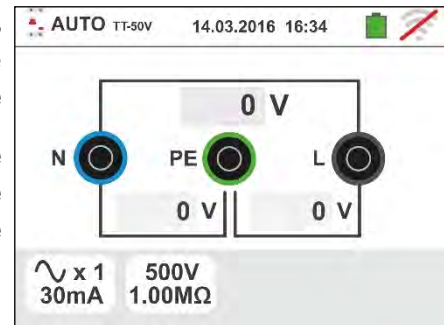 AUTO TT-50V 14.03.2016 16:34
0 V
N PE L
0 V 0 V
x 1 500V
30mA 1.00MΩ